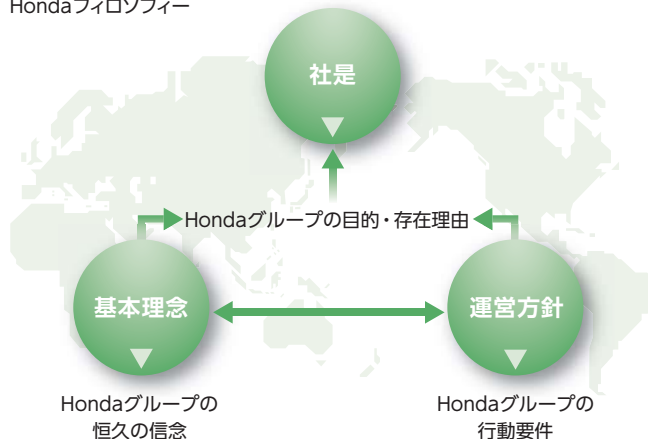 Hondaフィロソフィー
社是
Hondaグループの目的・存在理由
基本理念
運営方針
Hondaグループの
恒久の信念
Hondaグループの
行動要件